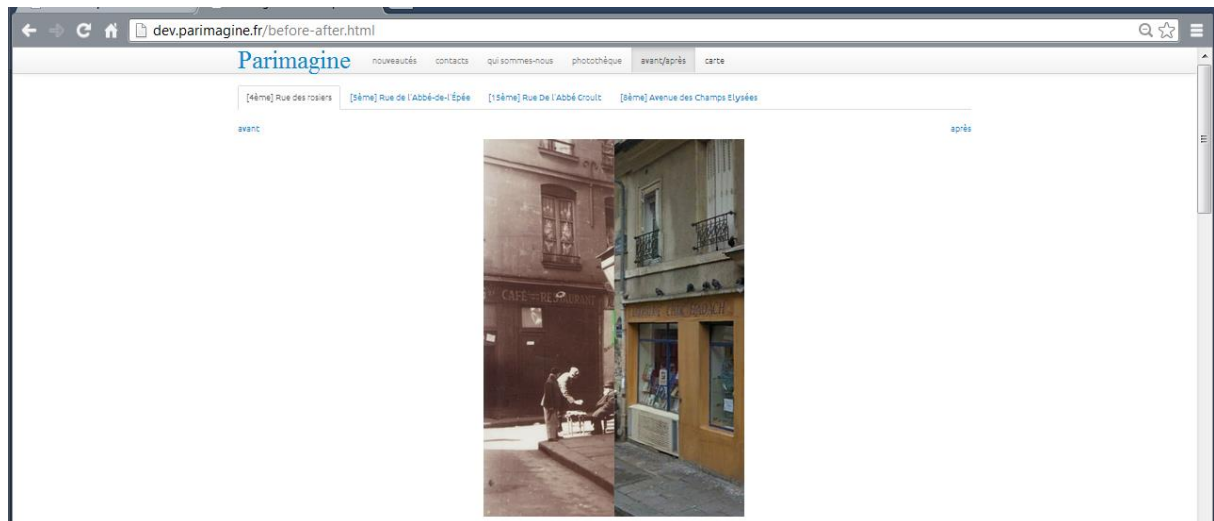 dev.parimagine.fr/before-after.html
Parimagine nouveautés contacts qui sommes-nous photothèque avant/après carte
[4ème] Rue des rosiers [5ème] Rue de l'Abbé-de-l'Épée [15ème] Rue De l'Abbé Groult [8ème] Avenue des Champs Elysées
avant après
CAFÉ-RESTAURANT